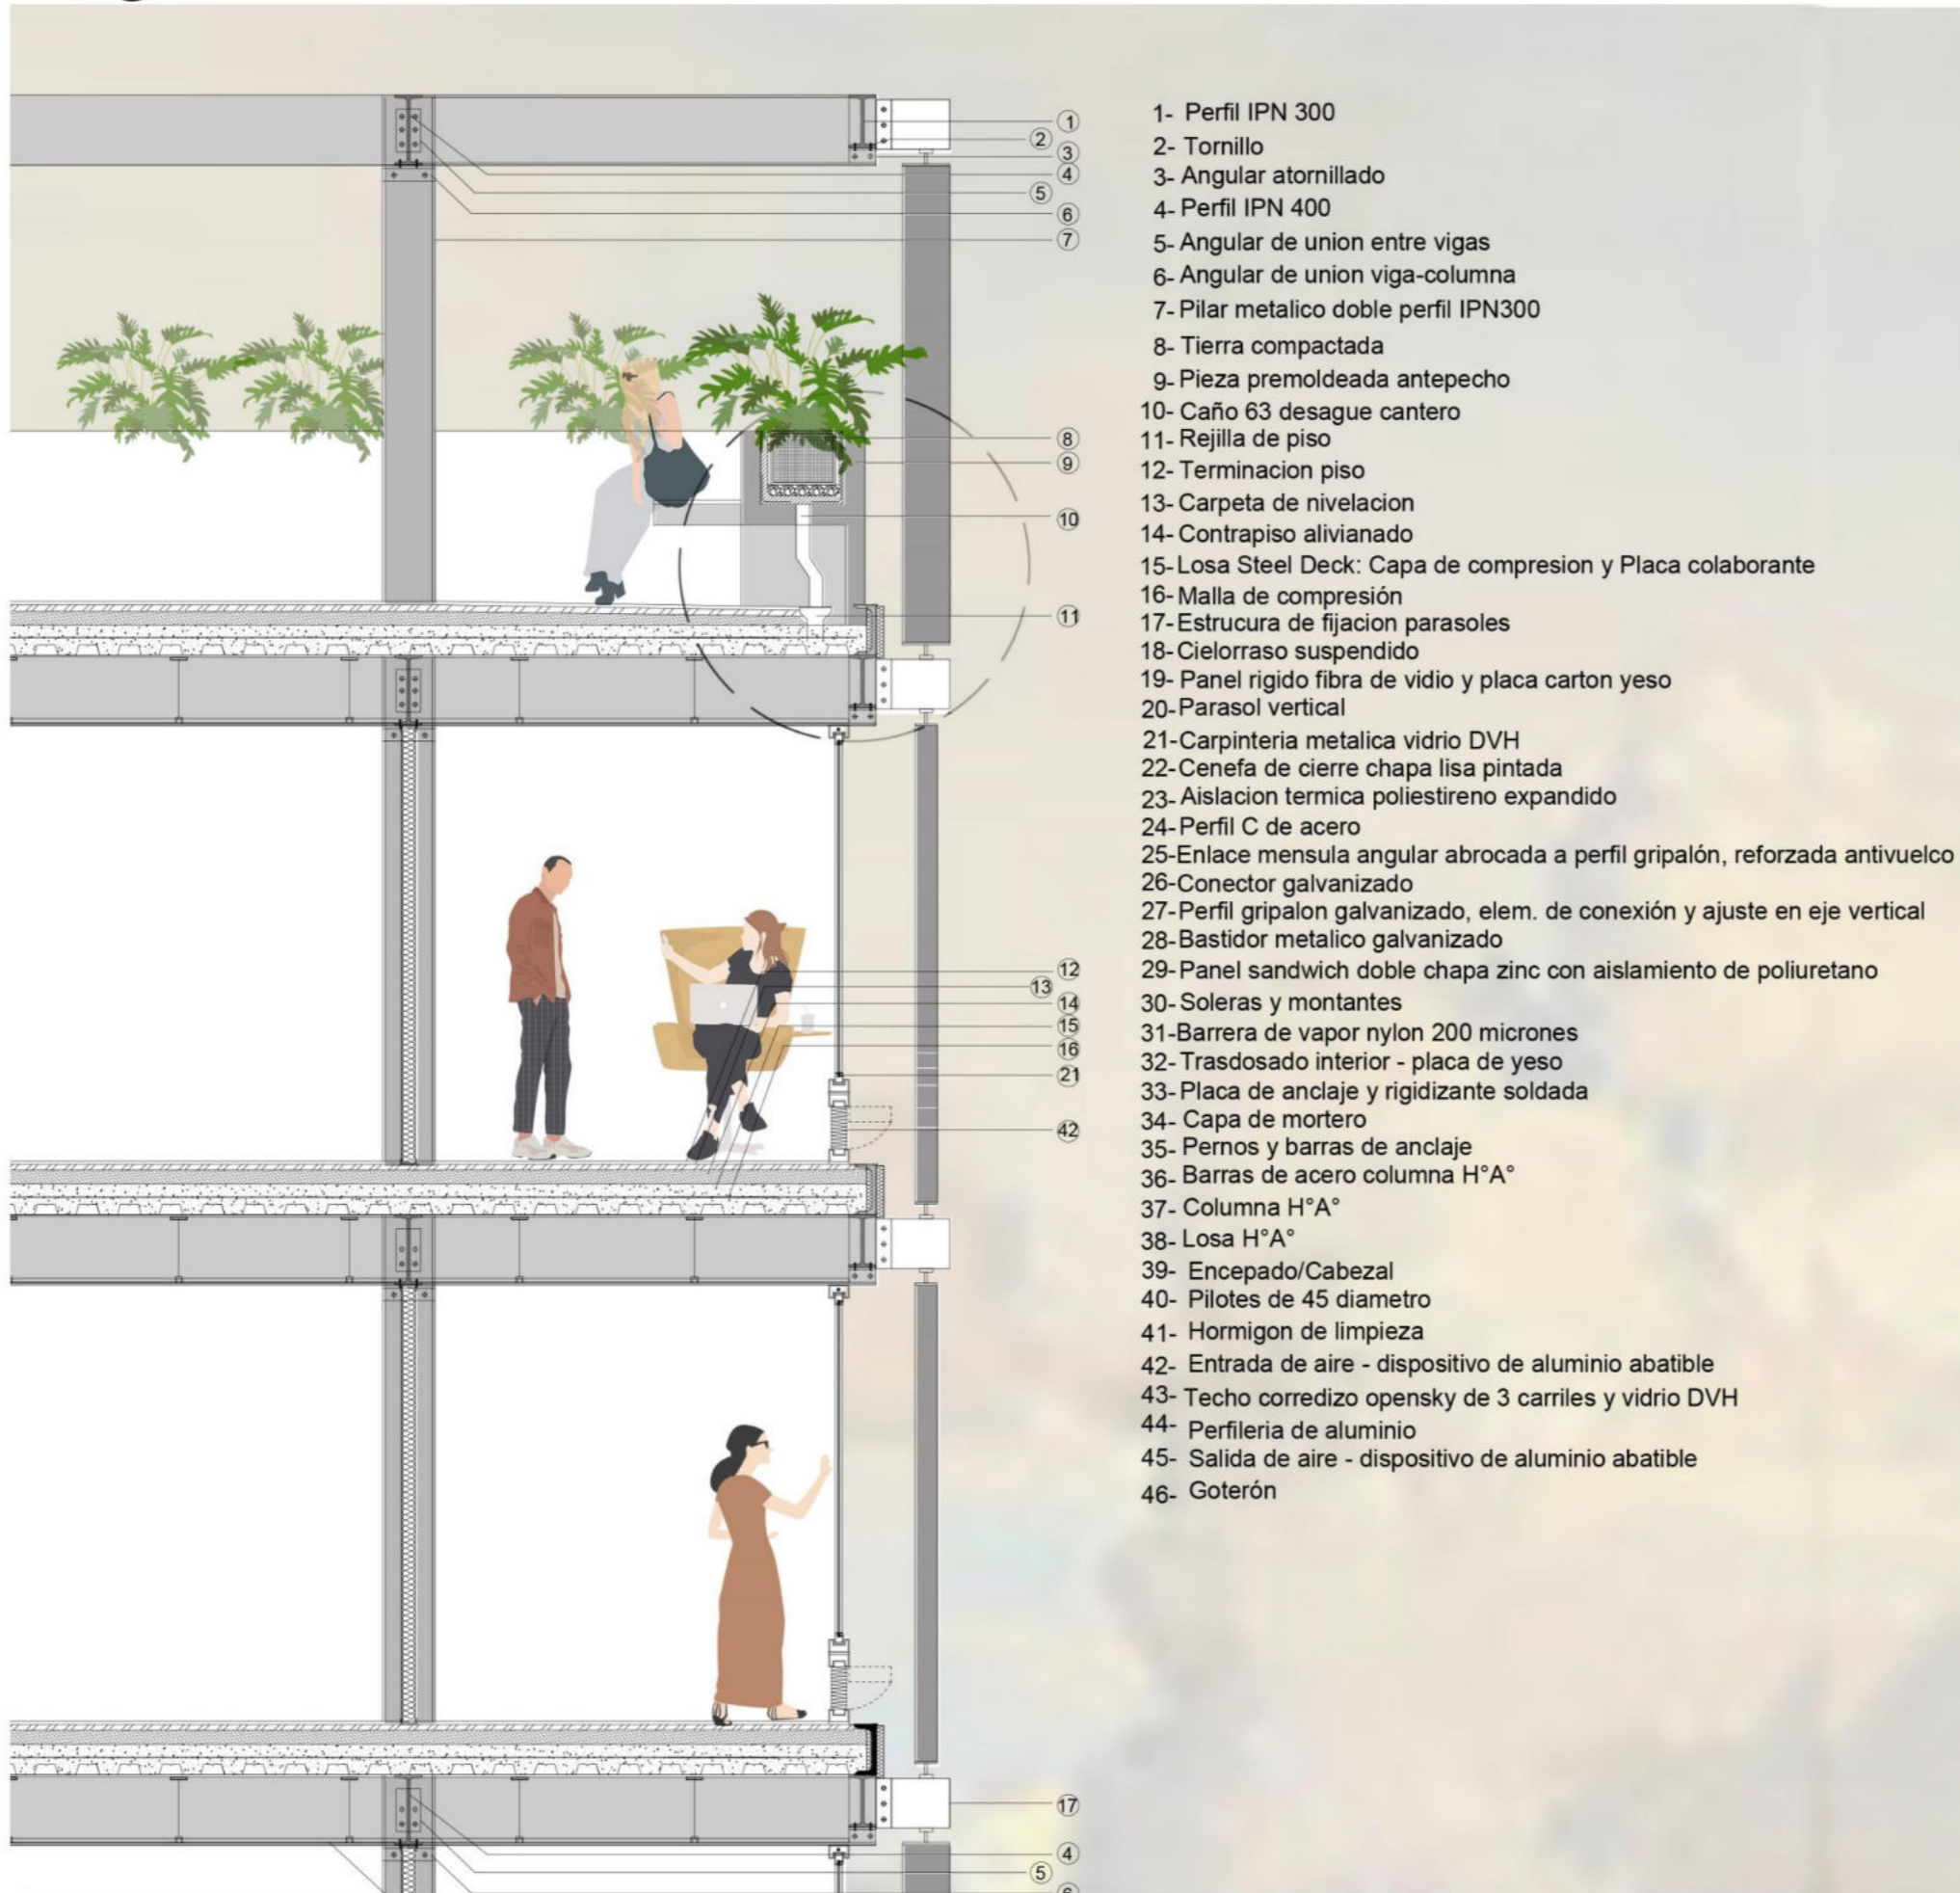 1- Perfil IPN 300
2- Tornillo
3- Angular atornillado
4- Perfil IPN 400
5- Angular de union entre vigas
6- Angular de union viga-columna
7- Pilar metalico doble perfil IPN300
8- Tierra compactada
9- Pieza premoldeada antepecho
10- Caño 63 desague cantero
11- Rejilla de piso
12- Terminacion piso
13- Carpeta de nivelacion
14- Contrapiso alivianado
15- Losa Steel Deck: Capa de compresion y Placa colaborante
16- Malla de compresión
17- Estrucura de fijacion parasoles
18- Cielorraso suspendido
19- Panel rigido fibra de vidio y placa carton yeso
20- Parasol vertical
21-Carpinteria metalica vidrio DVH
22-Cenefa de cierre chapa lisa pintada
23- Aislacion termica poliestireno expandido
24-Perfil C de acero
25-Enlace mensula angular abrocada a perfil gripalón, reforzada antivuelco
26-Conector galvanizado
27-Perfil gripalon galvanizado, elem. de conexión y ajuste en eje vertical
28-Bastidor metalico galvanizado
29-Panel sandwich doble chapa zinc con aislamiento de poliuretano
30- Soleras y montantes
31-Barrera de vapor nylon 200 micrones
32- Trasdosado interior - placa de yeso
33-Placa de anclaje y rigidizante soldada
34- Capa de mortero
35- Pernos y barras de anclaje
36- Barras de acero columna H°A°
37- Columna H°A°
38- Losa H°A°
39- Encepado/Cabezal
40- Pilotes de 45 diametro
41- Hormigon de limpieza
42- Entrada de aire - dispositivo de aluminio abatible
43- Techo corredizo opensky de 3 carriles y vidrio DVH
44- Perfileria de aluminio
45- Salida de aire - dispositivo de aluminio abatible
46- Goterón
1
2
3
4
5
6
7
8
9
10
11
12
13
14
15
16
21
42
17
4
5